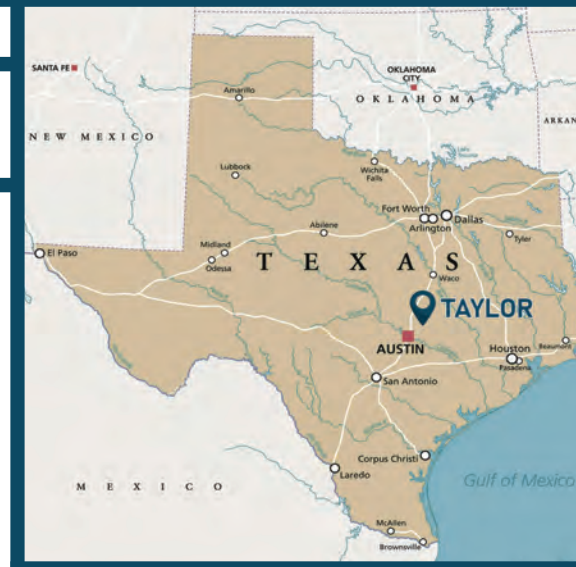 SANTA FE
OKLAHOMA
CITY
OKLAHOMA
Amarillo
ARKAN
NEW MEXICO
Lubbock
Wichita
Falls
Fort Worth
Dallas
Arlington
Abilene
Tyler
Midland
Odessa
El Paso
TEXAS
Waco
TAYLOR
AUSTIN
Houston
Beaumont
Pasadena
San Antonio
Corpus Christi
Laredo
Gulf of Mexico
MEXICO
McAllen
Brownsville